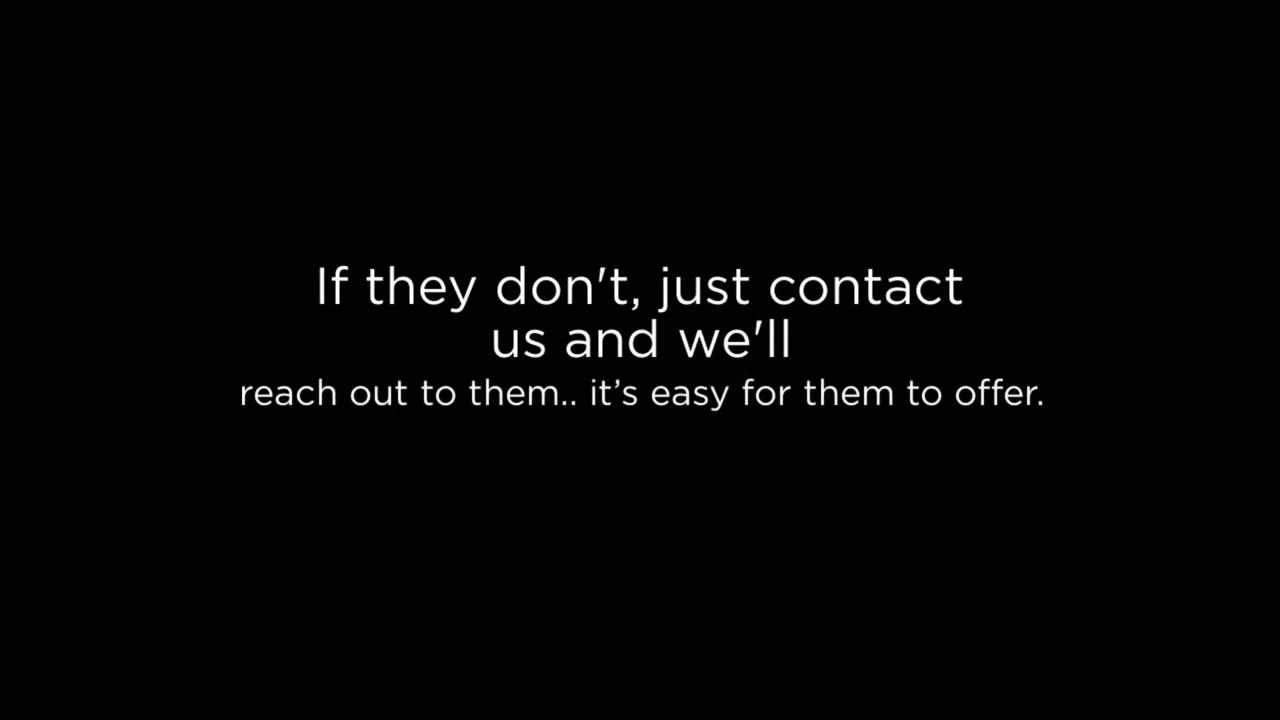 If they don't, just contact
us and we'll
reach out to them.. it’s easy for them to offer.